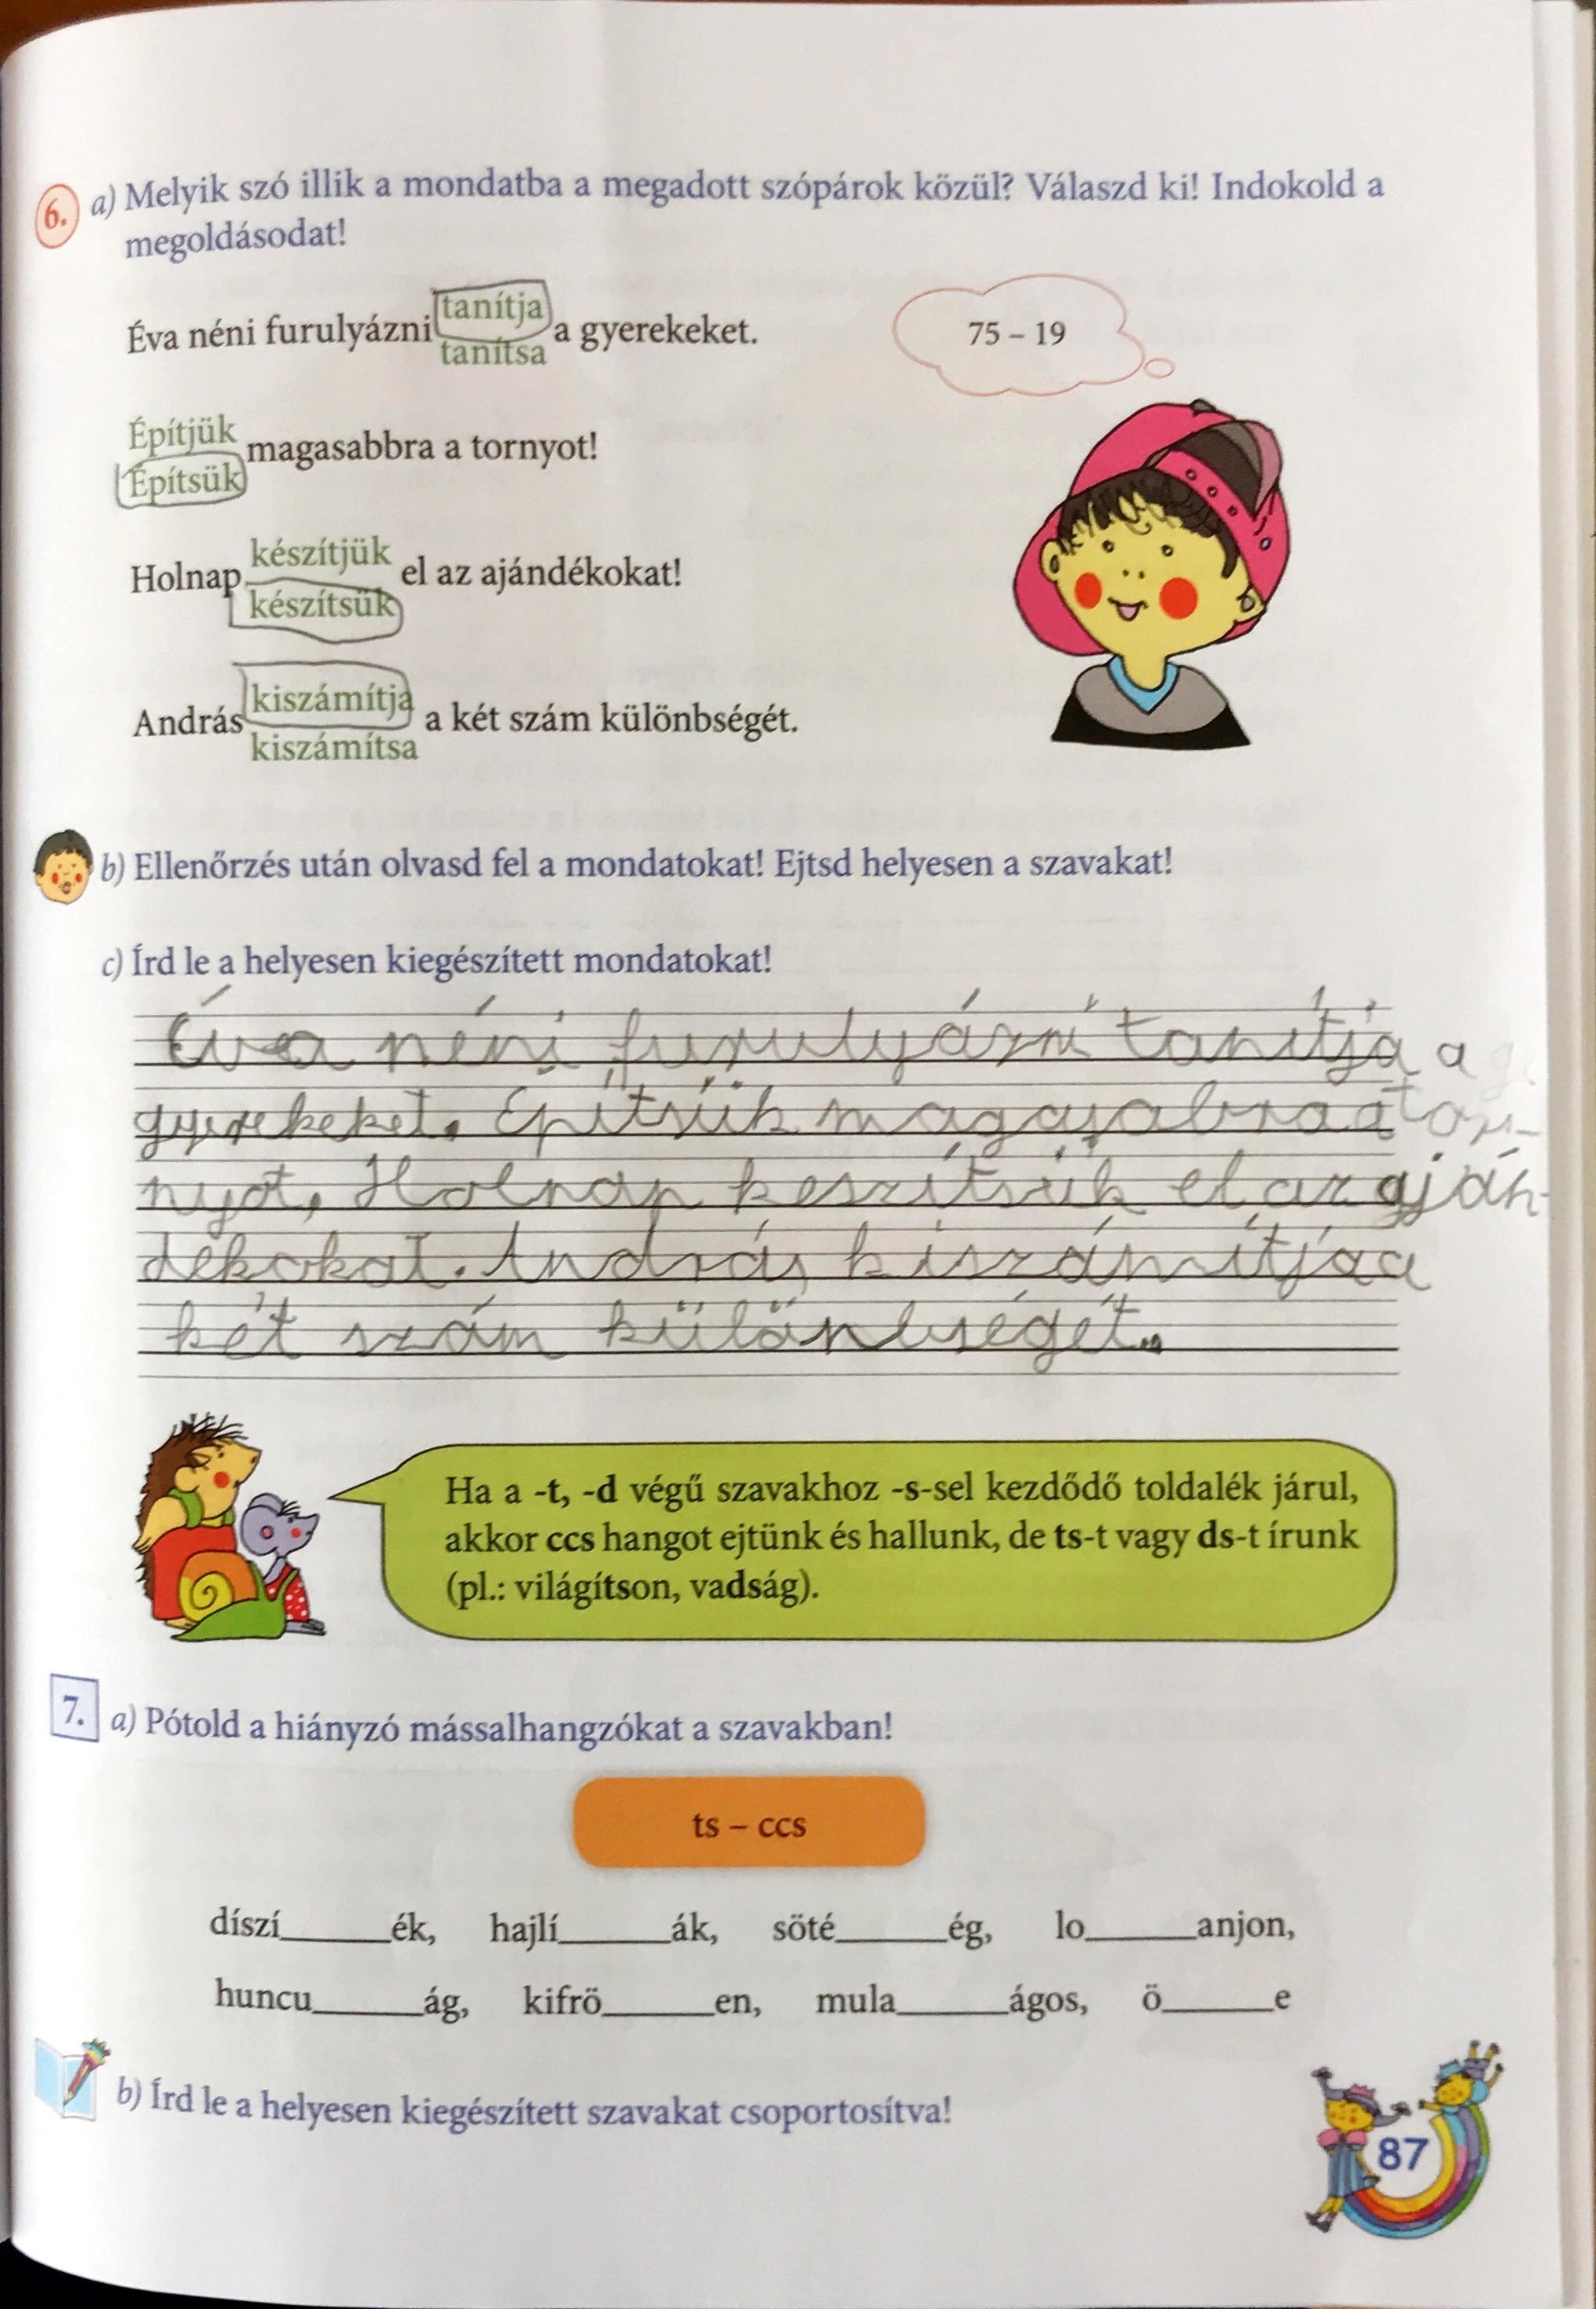 6. a) Melyik szó illik a mondatba a megadott szópárok közül? Válaszd ki! Indokold a
megoldásodat!
tanítja
Éva néni furulyázni a gyerekeket.
tanítsa
75 – 19
Építjük
magasabbra a tornyot!
Építsük
készítjük
Holnap el az ajándékokat!
készítsük
kiszámítja
András a két szám különbségét.
kiszámítsa
b) Ellenőrzés után olvasd fel a mondatokat! Ejtsd helyesen a szavakat!
c) Írd le a helyesen kiegészített mondatokat!
Éva néni furulyázni tanítja a
gyerekeket. Építsük a tor-
nyot. Holnap készítsük el az aján-
dékokat. András kiszámítja a
két szám különbségét.
Ha a -t, -d végű szavakhoz -s-sel kezdődő toldalék járul,
akkor ccs hangot ejtünk és hallunk, de ts-t vagy ds-t írunk
(pl.: világítson, vadság).
7. a) Pótold a hiányzó mássalhangzókat a szavakban!
ts – ccs
díszí______ék, hajlí______ák, söté______ég, lo______anjon,
huncu______ág, kifrö______en, mula______ágos, ö______e
b) Írd le a helyesen kiegészített szavakat csoportosítva!
87